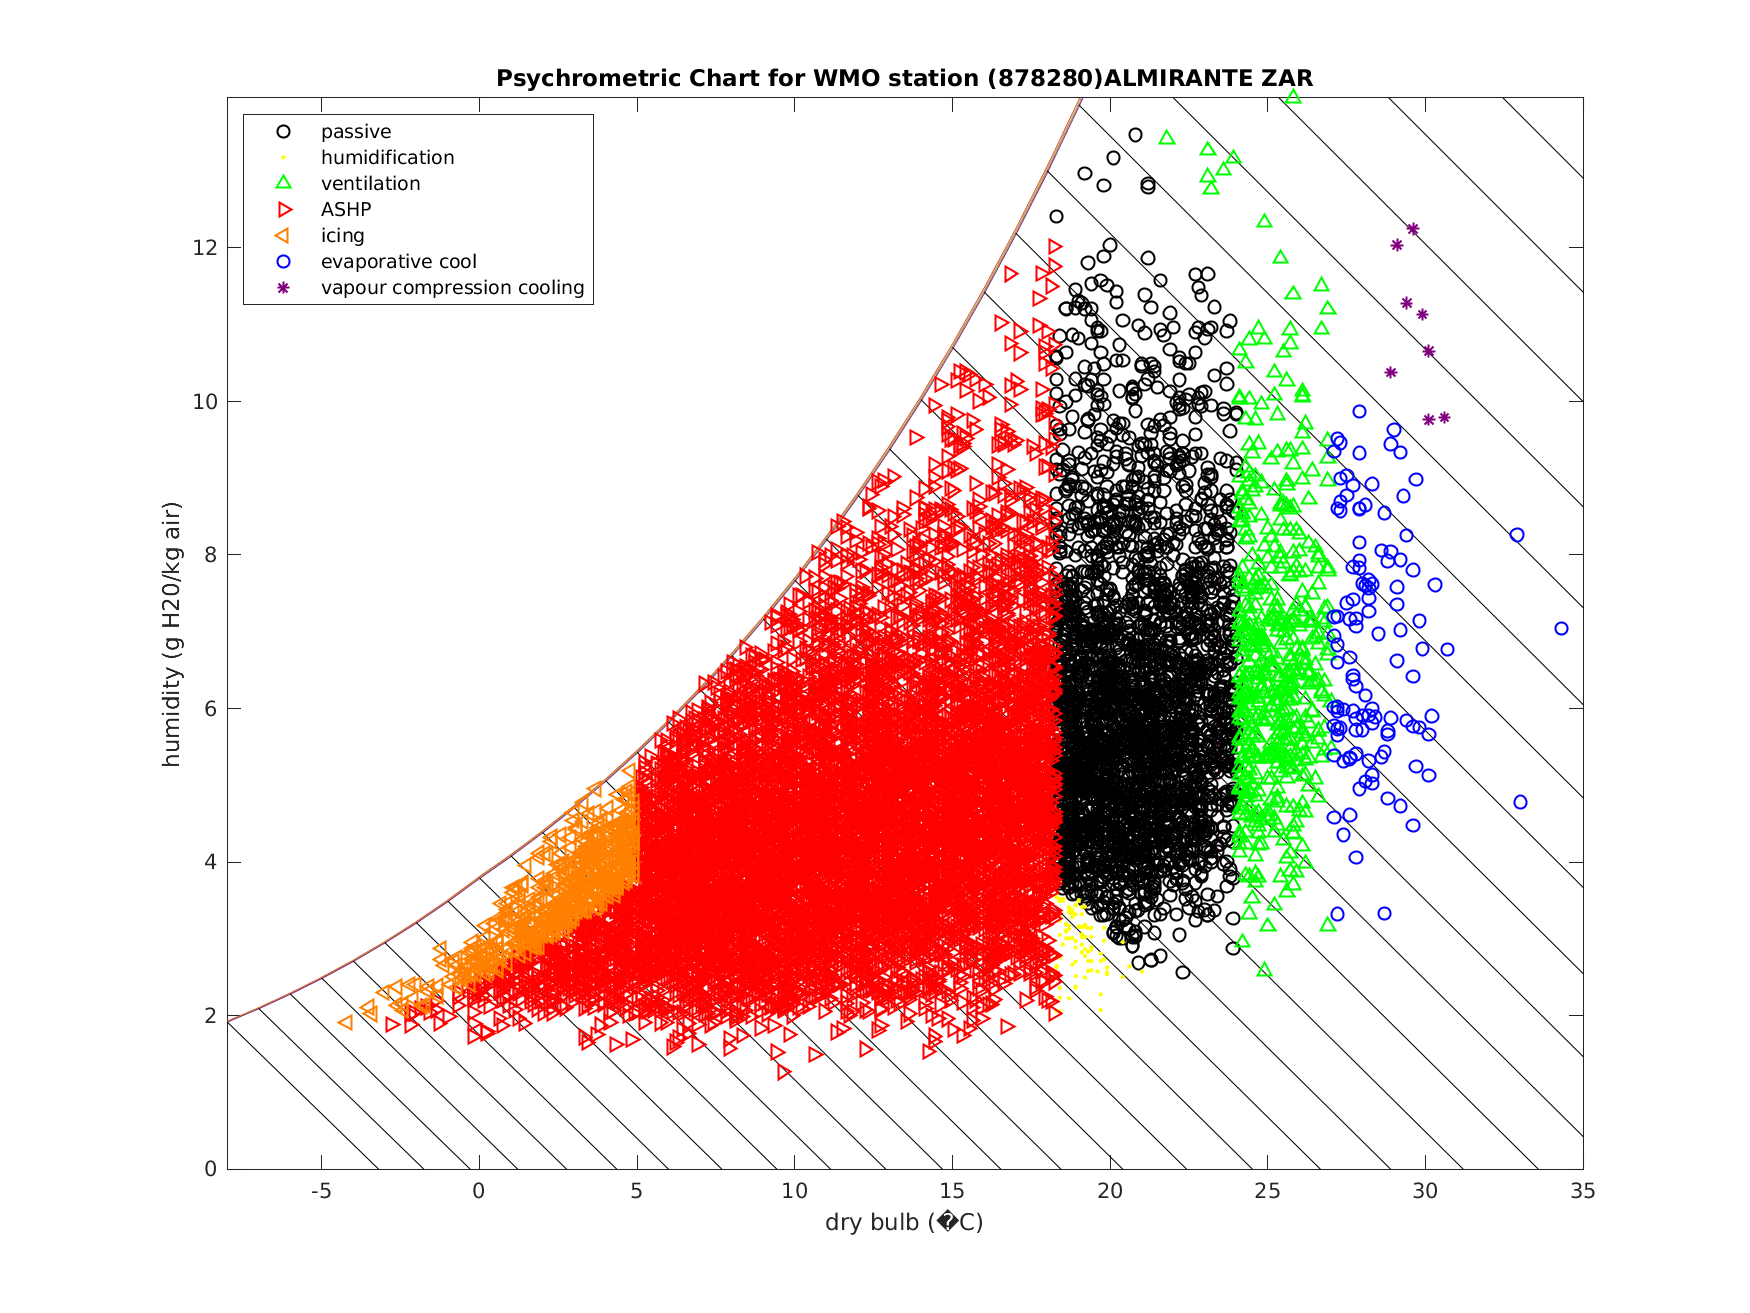 Psychrometric Chart for WMO station (878280)ALMIRANTE ZAR
passive
humidification
ventilation
ASHP
icing
evaporative cool
vapour compression cooling
12
10
8
6
4
2
0
humidity (g H20/kg air)
-5 0 5 10 15 20 25 30 35
dry bulb (�C)